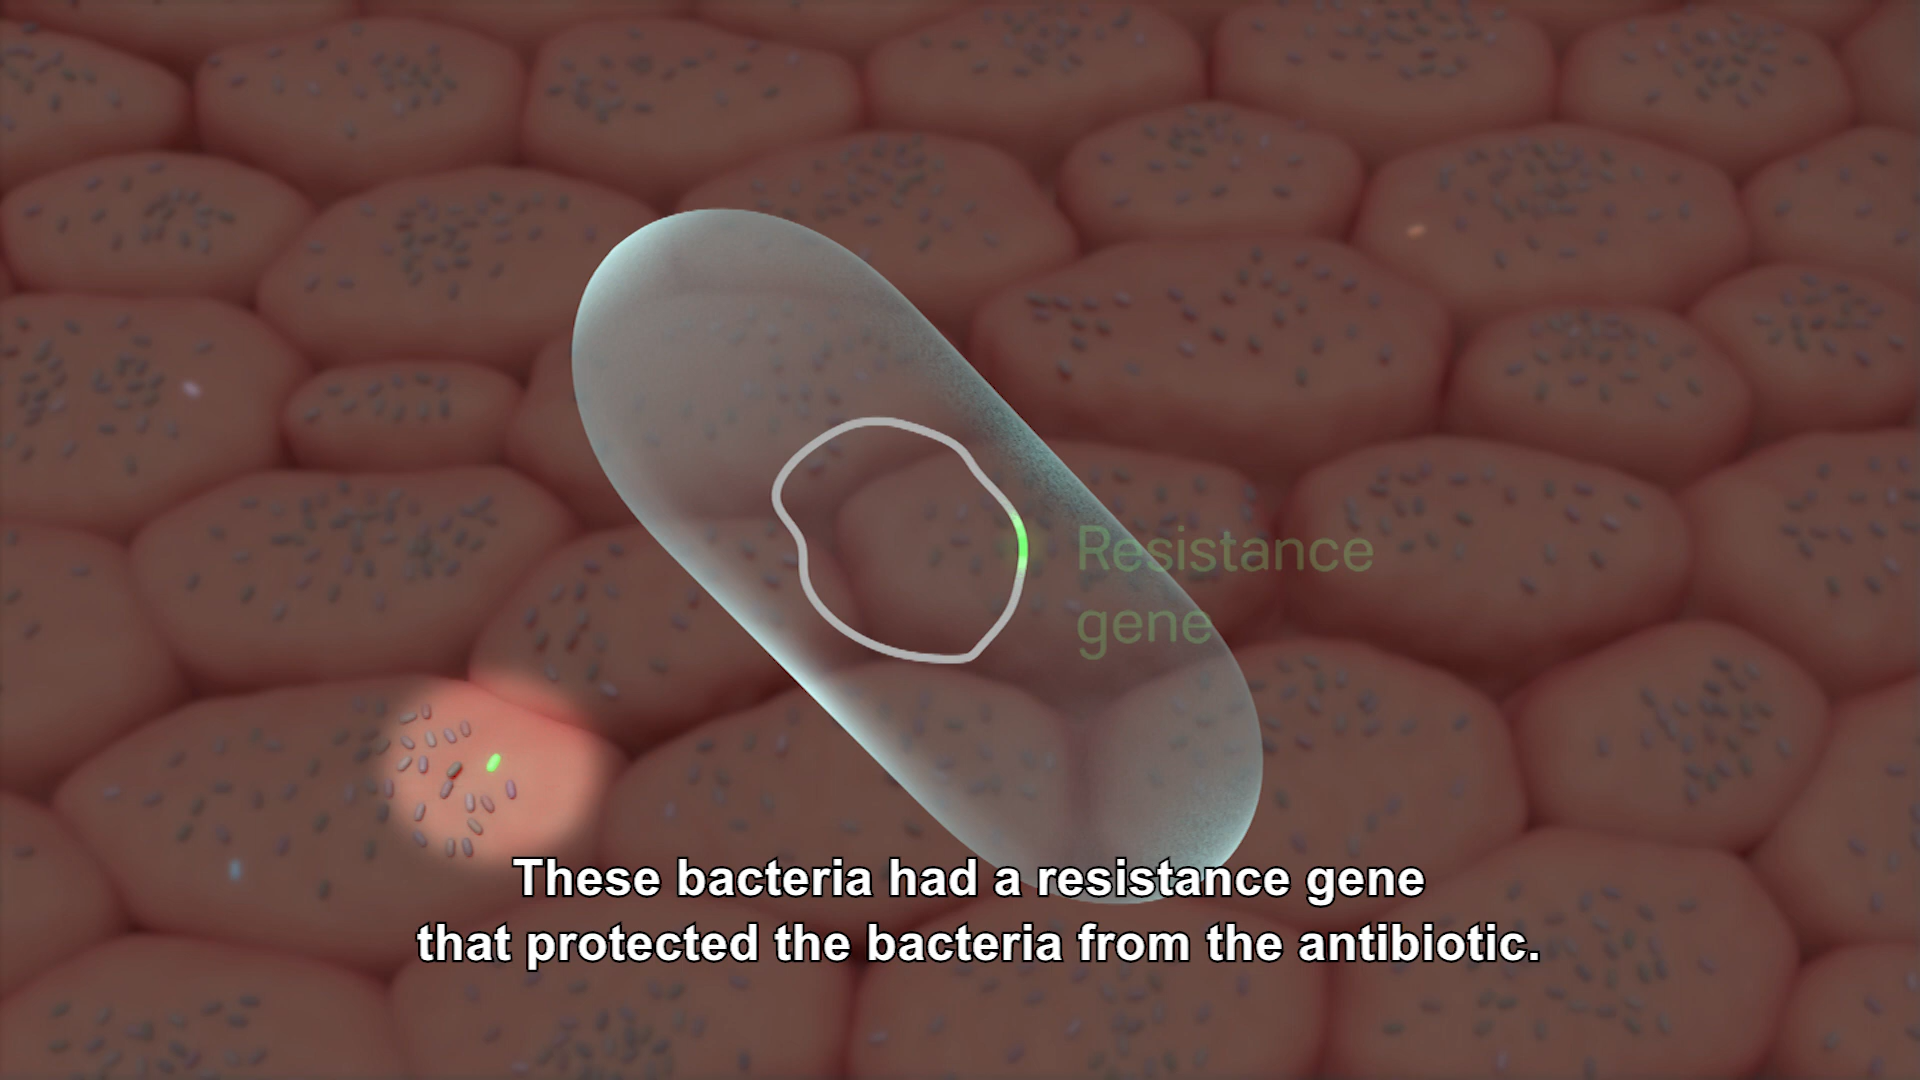 Resistance
gene
These bacteria had a resistance gene
that protected the bacteria from the antibiotic.